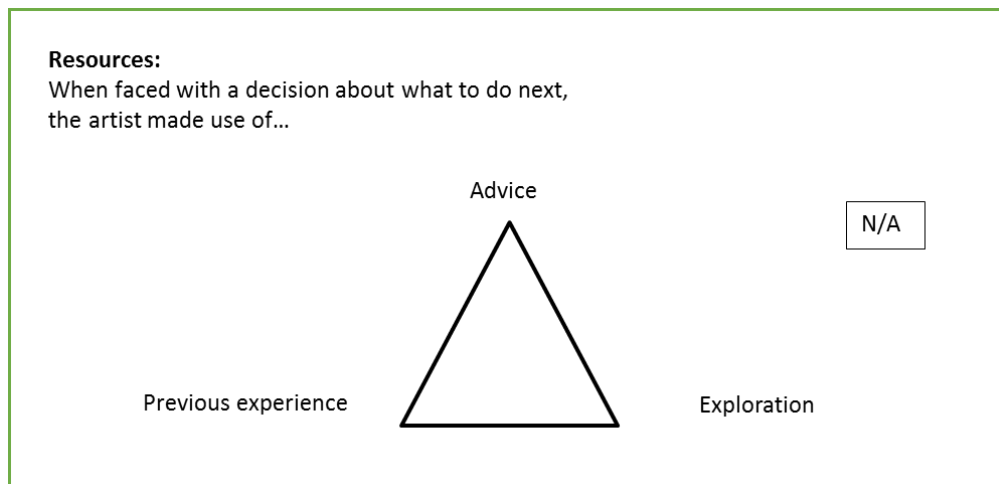 Resources:
When faced with a decision about what to do next,
the artist made use of...
Advice
N/A
Previous experience
Exploration